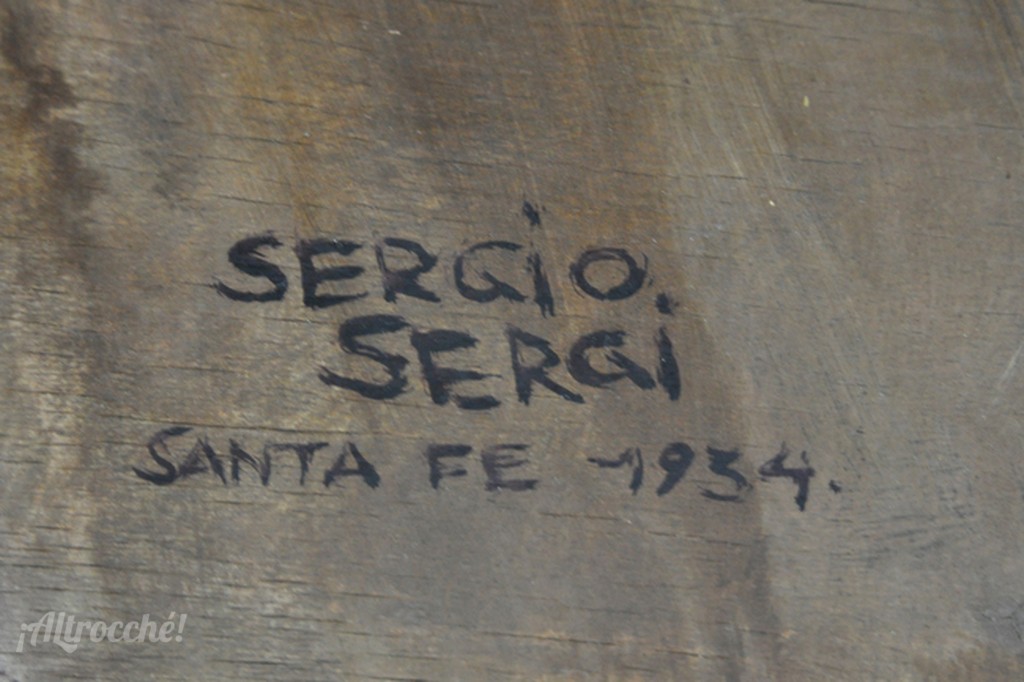 SERGIO.
SERGI
SANTA FE -1934.
¡Altrocché!